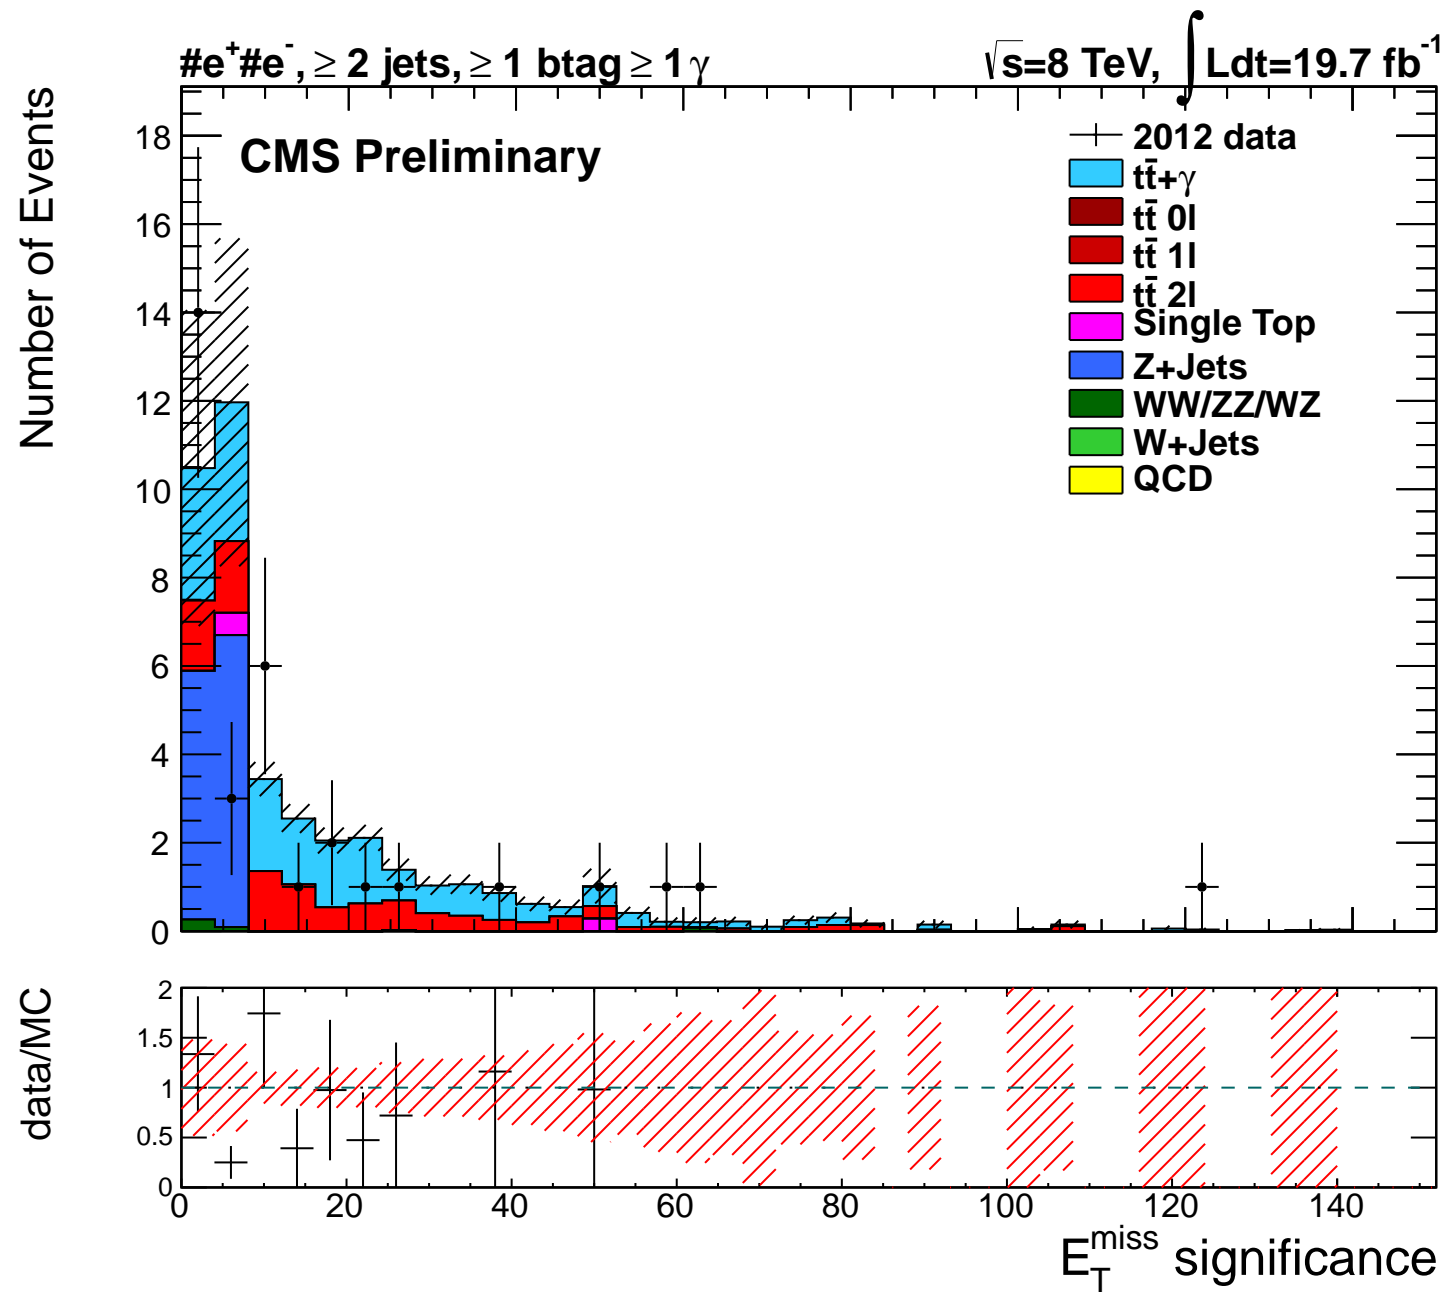 #e⁺#e⁻, ≥ 2 jets, ≥ 1 btag ≥ 1 γ
√s=8 TeV, ∫ Ldt=19.7 fb⁻¹
CMS Preliminary
2012 data
tt̄+γ
tt̄ 0l
tt̄ 1l
tt̄ 2l
Single Top
Z+Jets
WW/ZZ/WZ
W+Jets
QCD
Number of Events
18
16
14
12
10
8
6
4
2
0
data/MC
2
1.5
1
0.5
0
0 20 40 60 80 100 120 140
E_T^miss significance